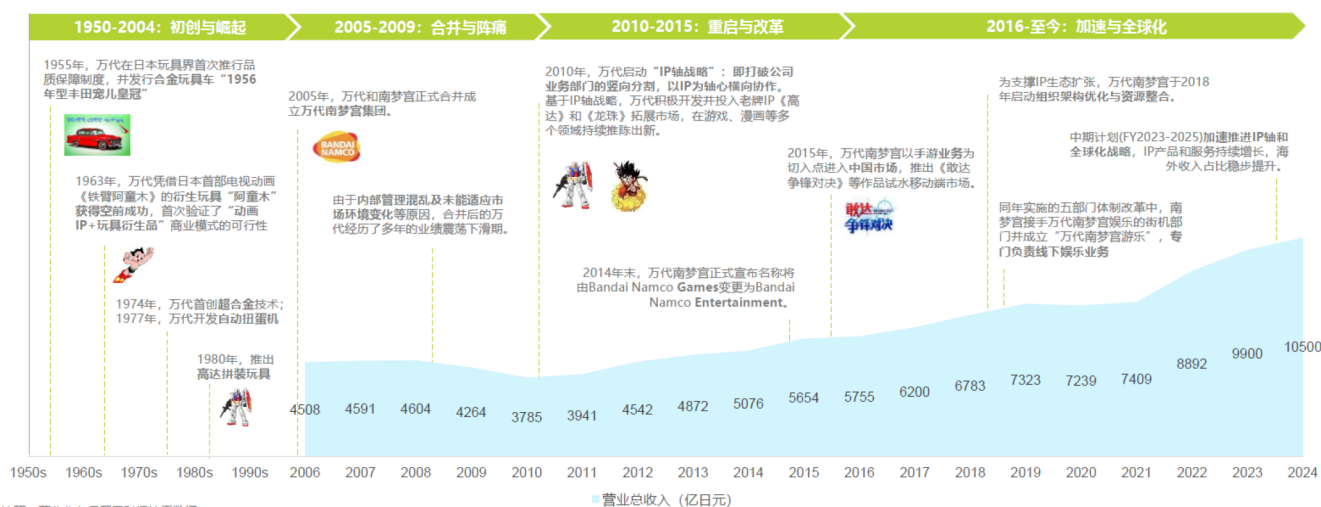 1950-2004：初创与崛起
2005-2009：合并与阵痛
2010-2015：重启与改革
2016-至今：加速与全球化
1955年，万代在日本玩具界首次推行品
质保障制度，并发行合金玩具车“1956
年型丰田宠儿皇冠”
1963年，万代凭借日本首部电视动画
《铁臂阿童木》的衍生玩具“阿童木”
获得空前成功，首次验证了“动画
IP+玩具衍生品”商业模式的可行性
1974年，万代首创超合金技术；
1977年，万代开发自动扭蛋机
1980年，推出
高达拼装玩具
2005年，万代和南梦宫正式合并成
立万代南梦宫集团。
BANDAI
NAMCO
由于内部管理混乱及未能适应市
场环境变化等原因，合并后的万
代经历了多年的业绩震荡下滑期。
2010年，万代启动“IP轴战略”：即打破公司
业务部门的竖向分割，以IP为轴心横向协作。
基于IP轴战略，万代积极开发并投入老牌IP《高
达》和《龙珠》拓展市场，在游戏、漫画等多
个领域持续推陈出新。
2014年末，万代南梦宫正式宣布名称将
由Bandai Namco Games变更为Bandai
Namco Entertainment。
2015年，万代南梦宫以手游业务为
切入点进入中国市场，推出《敢达
争锋对决》等作品试水移动端市场。
敢达
争锋对决
为支撑IP生态扩张，万代南梦宫于2018
年启动组织架构优化与资源整合。
中期计划(FY2023-2025)加速推进IP轴和
全球化战略，IP产品和服务持续增长，海
外收入占比稳步提升。
同年实施的五部门体制改革中，南
梦宫接手万代南梦宫娱乐的街机部
门并成立“万代南梦宫游乐”，专
门负责线下娱乐业务
4508 4591 4604 4264 3785 3941 4542 4872 5076 5654 5755 6200 6783 7323 7239 7409 8892 9900 10500
1950s 1960s 1970s 1980s 1990s 2006 2007 2008 2009 2010 2011 2012 2013 2014 2015 2016 2017 2018 2019 2020 2021 2022 2023 2024
营业总收入（亿日元）